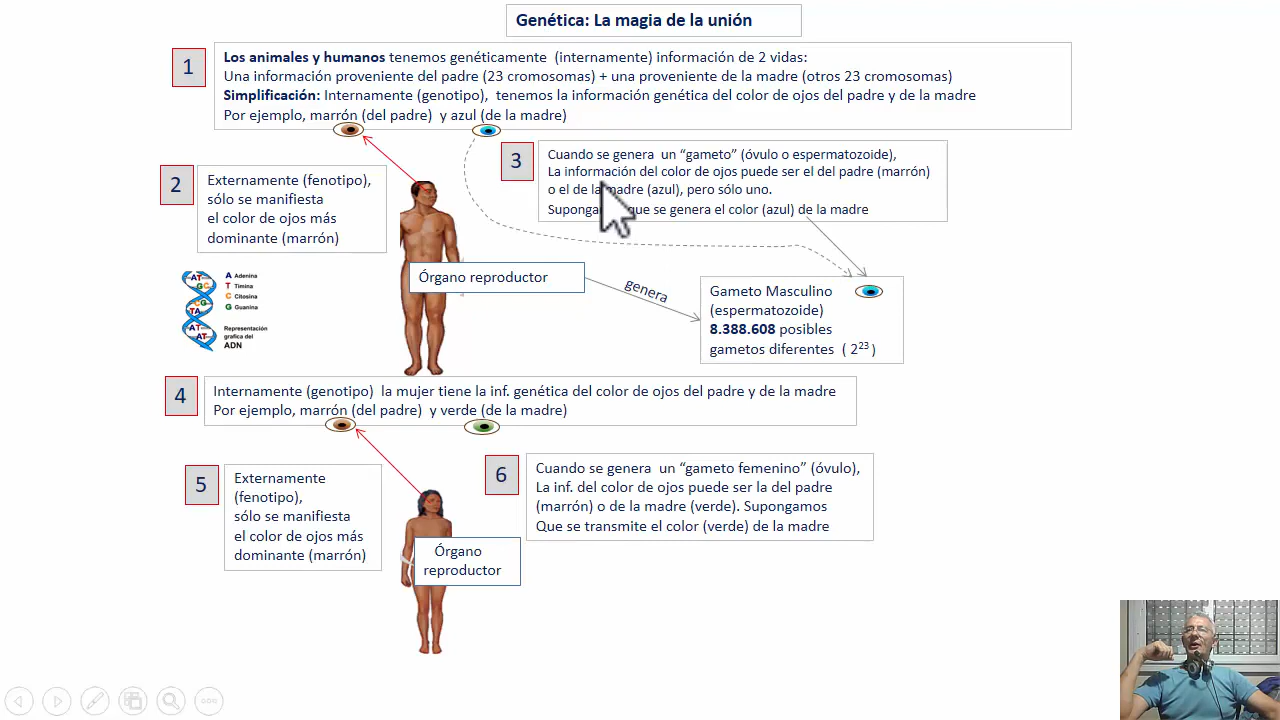 Genética: La magia de la unión
1
Los animales y humanos tenemos genéticamente (internamente) información de 2 vidas:
Una información proveniente del padre (23 cromosomas) + una proveniente de la madre (otros 23 cromosomas)
Simplificación: Internamente (genotipo), tenemos la información genética del color de ojos del padre y de la madre
Por ejemplo, marrón (del padre) y azul (de la madre)
2
Externamente (fenotipo),
sólo se manifiesta
el color de ojos más
dominante (marrón)
3
Cuando se genera un "gameto" (óvulo o espermatozoide),
La información del color de ojos puede ser el del padre (marrón)
o el de la madre (azul), pero sólo uno.
que se genera el color (azul) de la madre
AT
GC
CG
TA
AT
AT
A Adenina
T Timina
C Citosina
G Guanina
Representación
grafica del
ADN
Órgano reproductor
genera
Gameto Masculino
(espermatozoide)
8.388.608 posibles
gametos diferentes ( 2²³ )
4
Internamente (genotipo) la mujer tiene la inf. genética del color de ojos del padre y de la madre
Por ejemplo, marrón (del padre) y verde (de la madre)
5
Externamente
(fenotipo),
sólo se manifiesta
el color de ojos más
dominante (marrón)
6
Cuando se genera un "gameto femenino" (óvulo),
La inf. del color de ojos puede ser la del padre
(marrón) o de la madre (verde). Supongamos
Que se transmite el color (verde) de la madre
Órgano
reproductor